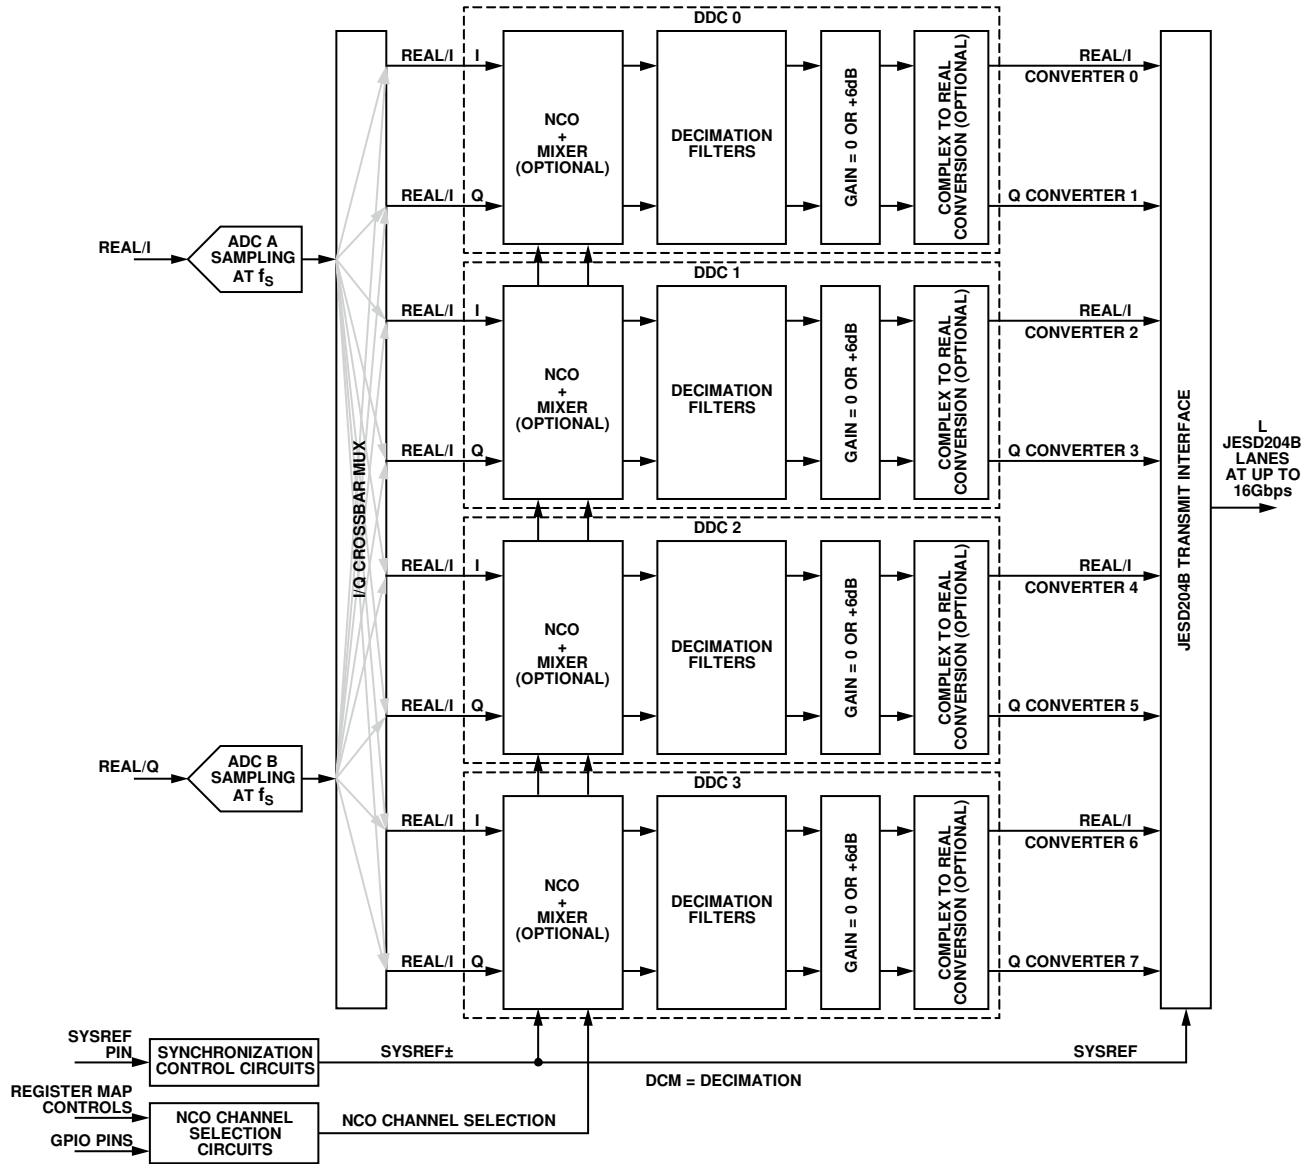 DDC 0
REAL/I I
REAL/I Q
NCO
+
MIXER
(OPTIONAL)
DECIMATION
FILTERS
GAIN = 0 OR +6dB
COMPLEX TO REAL
CONVERSION (OPTIONAL)
REAL/I
CONVERTER 0
Q CONVERTER 1
REAL/I
ADC A
SAMPLING
AT fS
I/Q CROSSBAR MUX
DDC 1
REAL/I I
REAL/I Q
NCO
+
MIXER
(OPTIONAL)
DECIMATION
FILTERS
GAIN = 0 OR +6dB
COMPLEX TO REAL
CONVERSION (OPTIONAL)
REAL/I
CONVERTER 2
Q CONVERTER 3
JESD204B TRANSMIT INTERFACE
L
JESD204B
LANES
AT UP TO
16Gbps
DDC 2
REAL/I I
REAL/I Q
NCO
+
MIXER
(OPTIONAL)
DECIMATION
FILTERS
GAIN = 0 OR +6dB
COMPLEX TO REAL
CONVERSION (OPTIONAL)
REAL/I
CONVERTER 4
Q CONVERTER 5
REAL/Q
ADC B
SAMPLING
AT fS
DDC 3
REAL/I I
REAL/I Q
NCO
+
MIXER
(OPTIONAL)
DECIMATION
FILTERS
GAIN = 0 OR +6dB
COMPLEX TO REAL
CONVERSION (OPTIONAL)
REAL/I
CONVERTER 6
Q CONVERTER 7
SYSREF
PIN
SYNCHRONIZATION
CONTROL CIRCUITS
SYSREF±
SYSREF
DCM = DECIMATION
REGISTER MAP
CONTROLS
GPIO PINS
NCO CHANNEL
SELECTION
CIRCUITS
NCO CHANNEL SELECTION